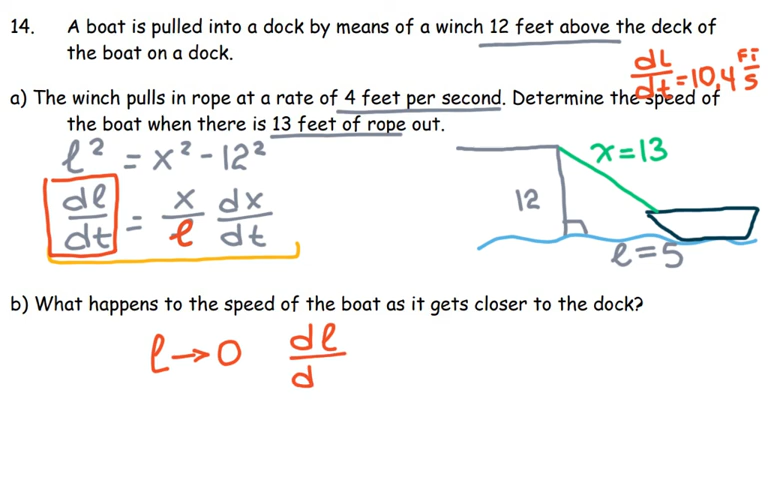 14. A boat is pulled into a dock by means of a winch 12 feet above the deck of
the boat on a dock.
dL/dt = 10,4 FT/S
a) The winch pulls in rope at a rate of 4 feet per second. Determine the speed of
the boat when there is 13 feet of rope out.
ℓ² = x² - 12²
x = 13
dℓ/dt = x/ℓ dx/dt
12
ℓ = 5
b) What happens to the speed of the boat as it gets closer to the dock?
ℓ → 0 dℓ/d